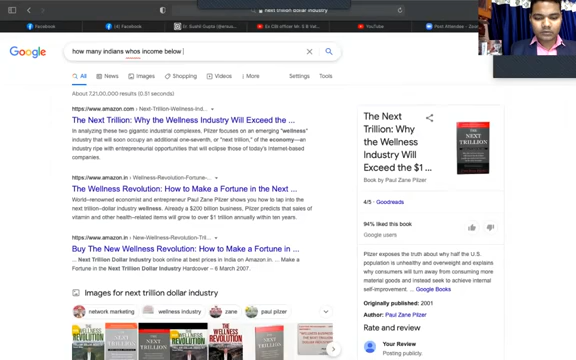 next trillion dollar industry
Facebook
Facebook
Ex CBI officer Mr S B Vat
YouTube
Past Attendas - Zoom
Google
how many indians whos income below
All News Images Shopping Videos More Settings Tools
About 7,21,00,000 results (0.51 seconds)
https://www.amazon.com › Next-Trillion-Wellness-Ind...
The Next Trillion: Why the Wellness Industry Will Exceed the ...
In analyzing these two gigantic industrial complexes, Pilzer focuses on an emerging "wellness"
industry that will soon occupy an additional one-seventh, or "next trillion," of the economy—an
industry ripe with entrepreneurial opportunities that will eclipse those of today's internet-based
companies.
https://www.amazon.in › Wellness-Revolution-Fortune-...
The Wellness Revolution: How to Make a Fortune in the Next ...
World-renowned economist and entrepreneur Paul Zane Pilzer shows you how to tap into the
next trillion-dollar industry wellness. Already a $200 billion business, Pilzer predicts that sales of
vitamin and other health-related items will grow to over $1 trillion annually within ten years.
https://www.amazon.in › New-Wellness-Revolution-Tri...
Buy The New Wellness Revolution: How to Make a Fortune in ...
... Next Trillion Dollar Industry book online at best prices in India on Amazon.in. ... Make a
Fortune in the Next Trillion Dollar Industry Hardcover – 6 March 2007.
Images for next trillion dollar industry
network marketing
wellness industry
zane
paul pilzer
The Next
Trillion: Why
the Wellness
Industry Will
Exceed the $1 ...
Book by Paul Zane Pilzer
THE
NEXT
TRILLION
4/5 · Goodreads
94% liked this book
Google users
Pilzer exposes the truth about why half the U.S.
population is unhealthy and overweight and explains
why consumers will turn away from consuming more
material goods and instead seek to achieve internal
self-improvement. ... Google Books
Originally published: 2001
Author: Paul Zane Pilzer
Rate and review
Your Review
Posting publicly.